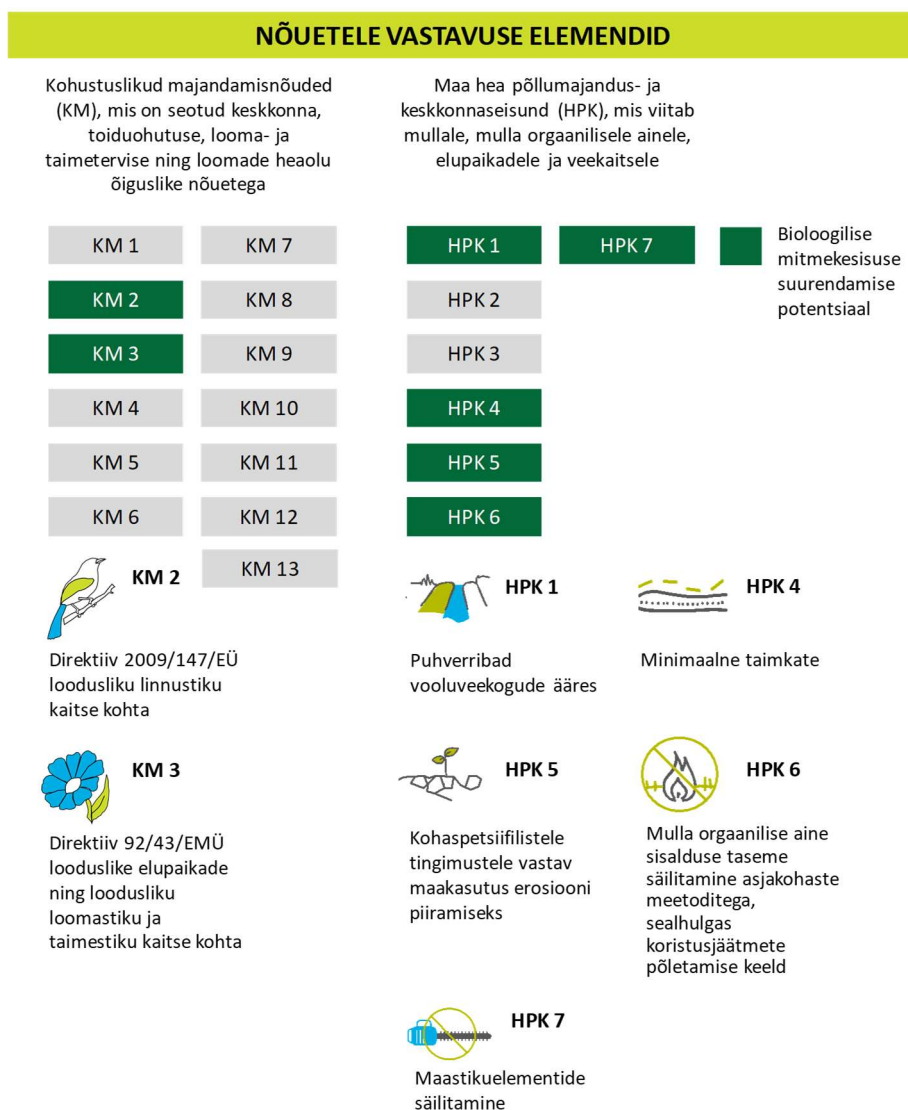 NÕUETELE VASTAVUSE ELEMENDID
Kohustuslikud majandamisnõuded
(KM), mis on seotud keskkonna,
toiduohutuse, looma- ja
taimetervise ning loomade heaolu
õiguslike nõuetega
Maa hea põllumajandus- ja
keskkonnaseisund (HPK), mis viitab
mullale, mulla orgaanilisele ainele,
elupaikadele ja veekaitsele
KM 1
KM 7
KM 2
KM 8
KM 3
KM 9
KM 4
KM 10
KM 5
KM 11
KM 6
KM 12
KM 13
HPK 1
HPK 7
HPK 2
HPK 3
HPK 4
HPK 5
HPK 6
Bioloogilise
mitmekesisuse
suurendamise
potentsiaal
KM 2
Direktiiv 2009/147/EÜ
loodusliku linnustiku
kaitse kohta
HPK 1
Puhverribad
vooluveekogude ääres
HPK 4
Minimaalne taimkate
KM 3
Direktiiv 92/43/EMÜ
looduslike elupaikade
ning loodusliku
loomastiku ja
taimestiku kaitse kohta
HPK 5
Kohaspetsiifilistele
tingimustele vastav
maakasutus erosiooni
piiramiseks
HPK 6
Mulla orgaanilise aine
sisalduse taseme
säilitamine asjakohaste
meetoditega,
sealhulgas
koristusjäätmete
põletamise keeld
HPK 7
Maastikuelementide
säilitamine